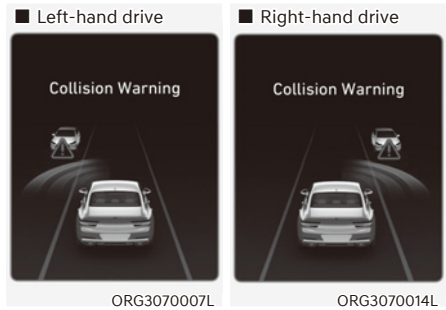 ■ Left-hand drive
Collision Warning
ORG3070007L
■ Right-hand drive
Collision Warning
ORG3070014L